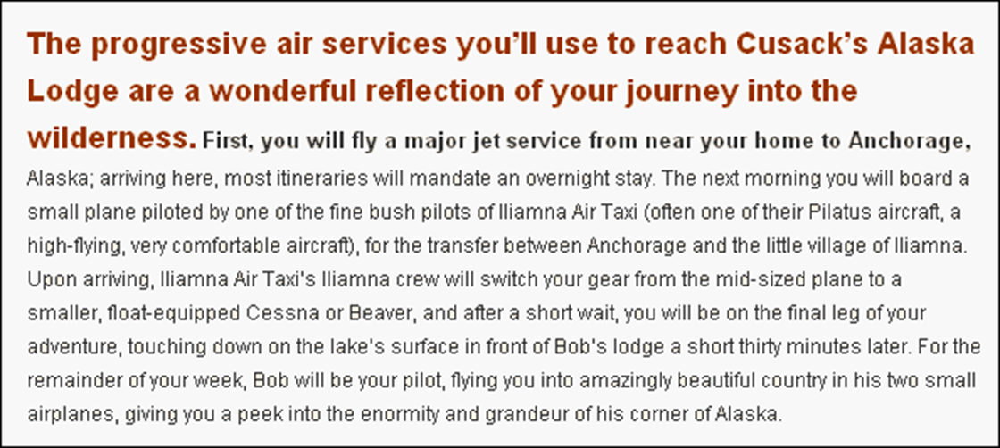 The progressive air services you’ll use to reach Cusack’s Alaska
Lodge are a wonderful reflection of your journey into the
wilderness. First, you will fly a major jet service from near your home to Anchorage,
Alaska; arriving here, most itineraries will mandate an overnight stay. The next morning you will board a
small plane piloted by one of the fine bush pilots of Iliamna Air Taxi (often one of their Pilatus aircraft, a
high-flying, very comfortable aircraft), for the transfer between Anchorage and the little village of Iliamna.
Upon arriving, Iliamna Air Taxi's Iliamna crew will switch your gear from the mid-sized plane to a
smaller, float-equipped Cessna or Beaver, and after a short wait, you will be on the final leg of your
adventure, touching down on the lake's surface in front of Bob's lodge a short thirty minutes later. For the
remainder of your week, Bob will be your pilot, flying you into amazingly beautiful country in his two small
airplanes, giving you a peek into the enormity and grandeur of his corner of Alaska.